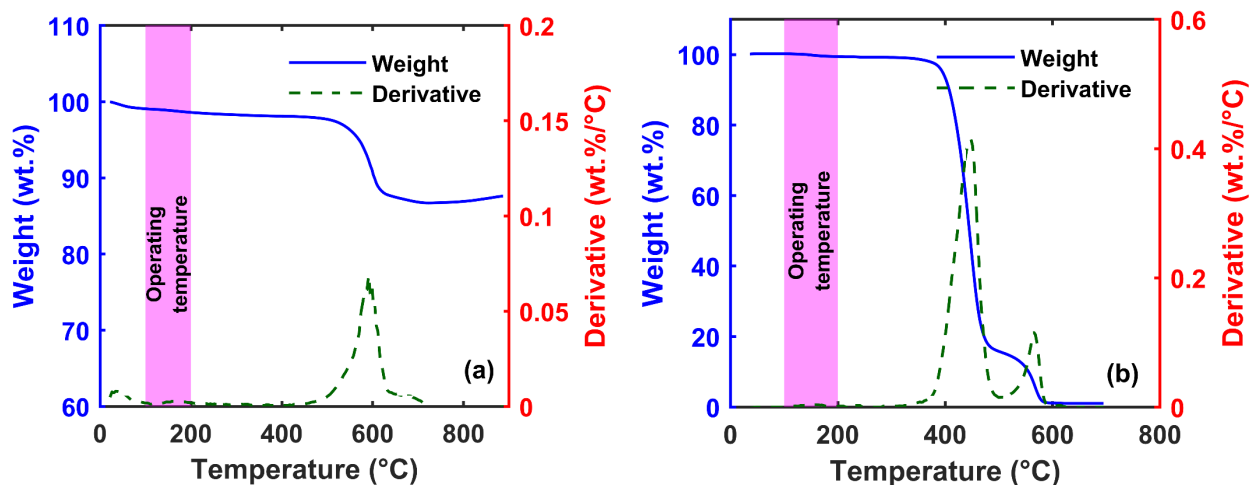 110
100
90
80
70
60
Weight (wt.%)
0
200
400
600
800
Temperature (°C)
0.2
0.15
0.1
0.05
0
Derivative (wt.%/°C)
Weight
Derivative
Operating
temperature
(a)
100
80
60
40
20
0
Weight (wt.%)
0
200
400
600
800
Temperature (°C)
0.6
0.4
0.2
0
Derivative (wt.%/°C)
Weight
Derivative
Operating
temperature
(b)